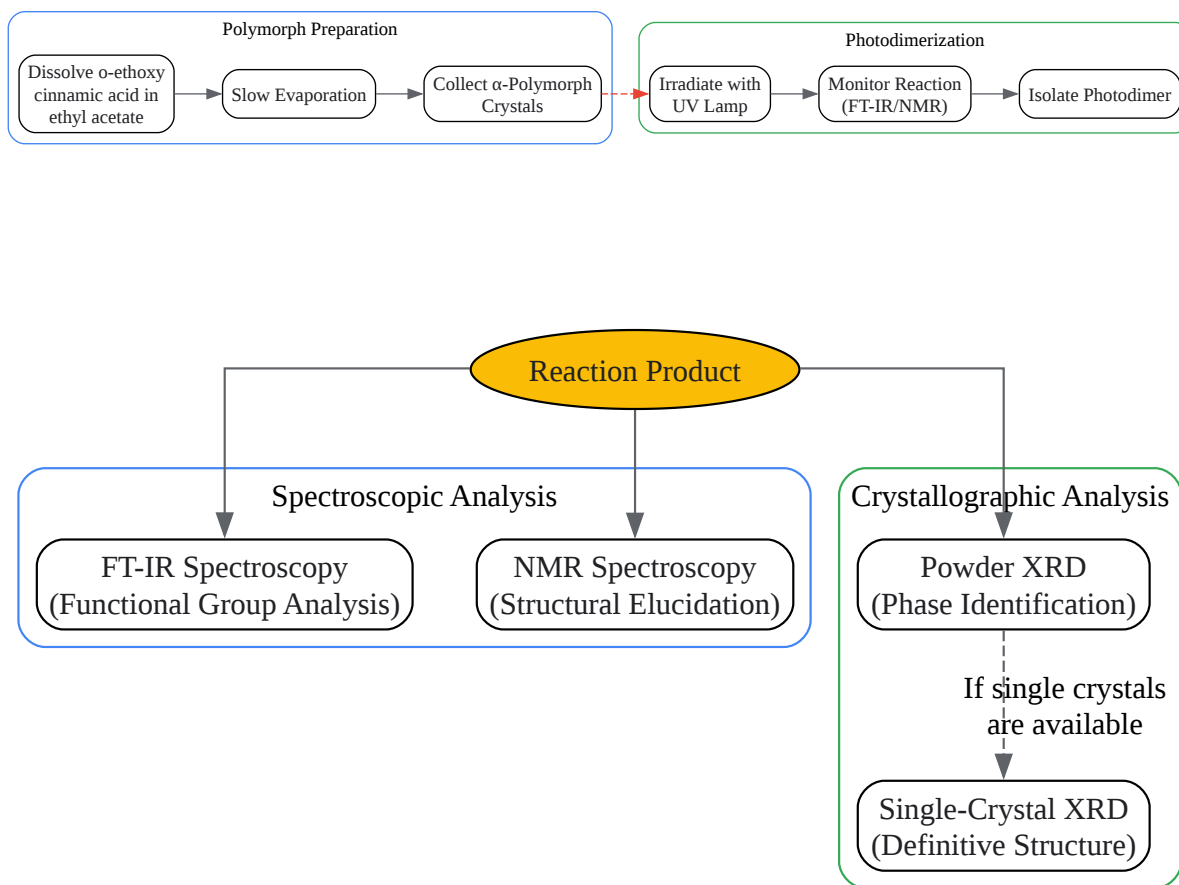 Polymorph Preparation
Dissolve o-ethoxy
cinnamic acid in
ethyl acetate
Slow Evaporation
Collect α-Polymorph
Crystals
Photodimerization
Irradiate with
UV Lamp
Monitor Reaction
(FT-IR/NMR)
Isolate Photodimer
Reaction Product
Spectroscopic Analysis
FT-IR Spectroscopy
(Functional Group Analysis)
NMR Spectroscopy
(Structural Elucidation)
Crystallographic Analysis
Powder XRD
(Phase Identification)
If single crystals
are available
Single-Crystal XRD
(Definitive Structure)